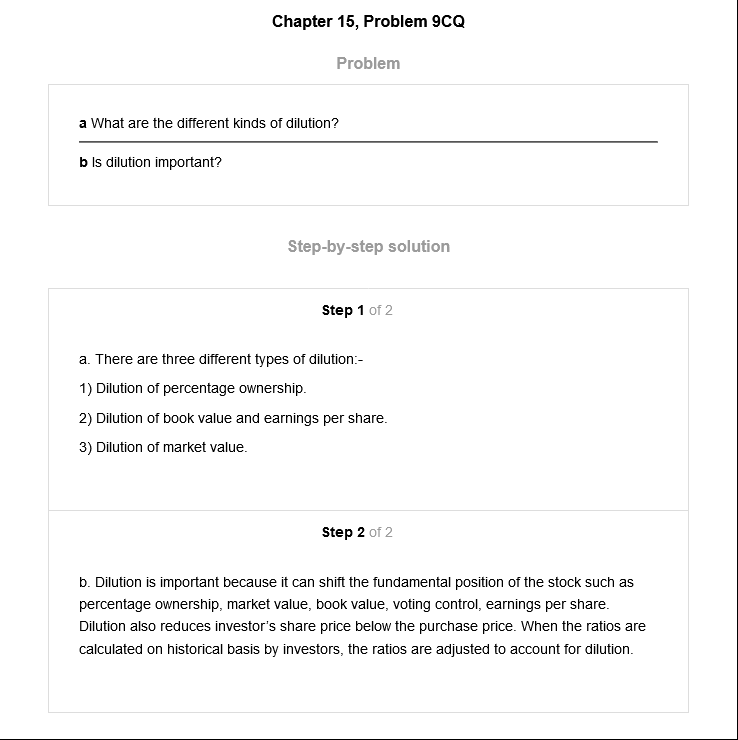 Chapter 15, Problem 9CQ
Problem
a What are the different kinds of dilution?
b Is dilution important?
Step-by-step solution
Step 1 of 2
a. There are three different types of dilution:-
1) Dilution of percentage ownership.
2) Dilution of book value and earnings per share.
3) Dilution of market value.
Step 2 of 2
b. Dilution is important because it can shift the fundamental position of the stock such as
percentage ownership, market value, book value, voting control, earnings per share.
Dilution also reduces investor's share price below the purchase price. When the ratios are
calculated on historical basis by investors, the ratios are adjusted to account for dilution.